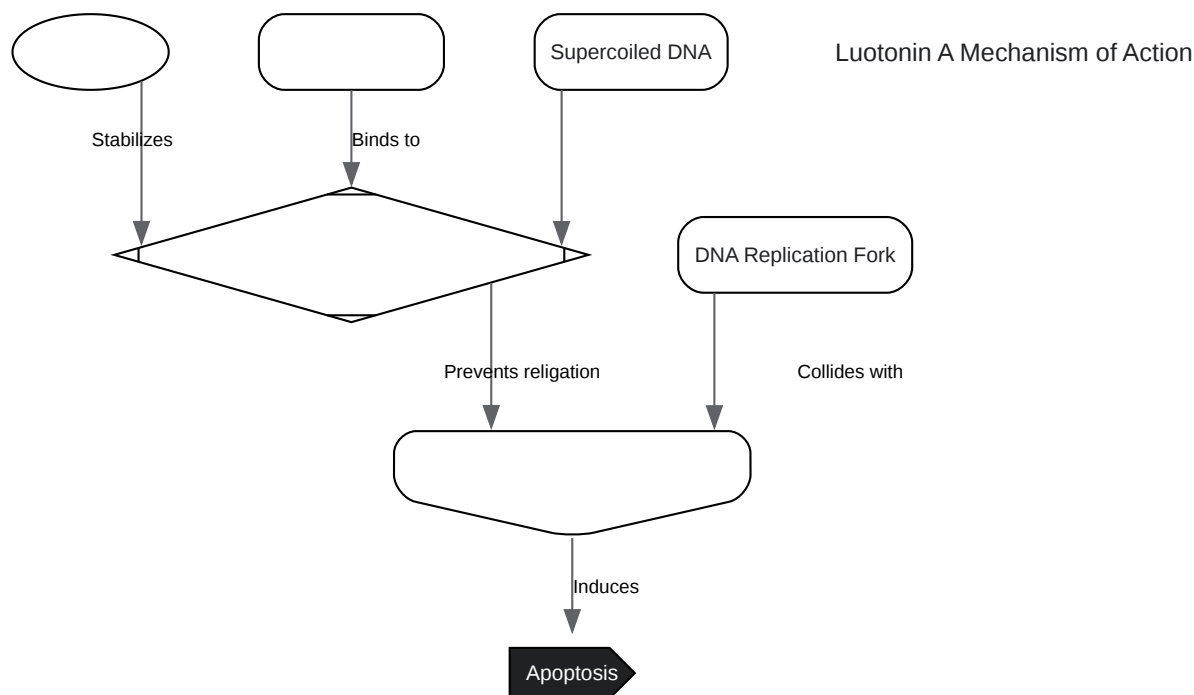 Supercoiled DNA
Luotonin A Mechanism of Action
Stabilizes
Binds to
DNA Replication Fork
Prevents religation
Collides with
Induces
Apoptosis